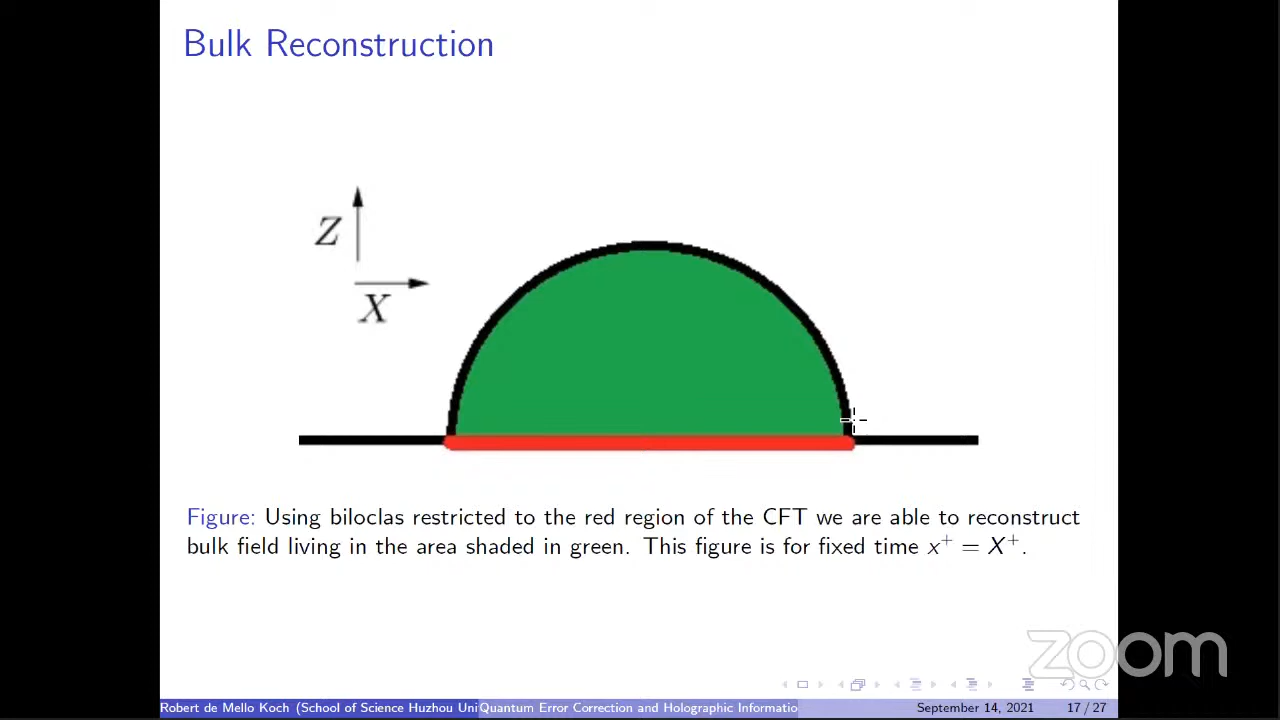 Bulk Reconstruction
Z
X
Figure: Using biloclas restricted to the red region of the CFT we are able to reconstruct
bulk field living in the area shaded in green. This figure is for fixed time x⁺ = X⁺.
zoom
Robert de Mello Koch (School of Science Huzhou Uni Quantum Error Correction and Holographic Informatio September 14, 2021 17 / 27